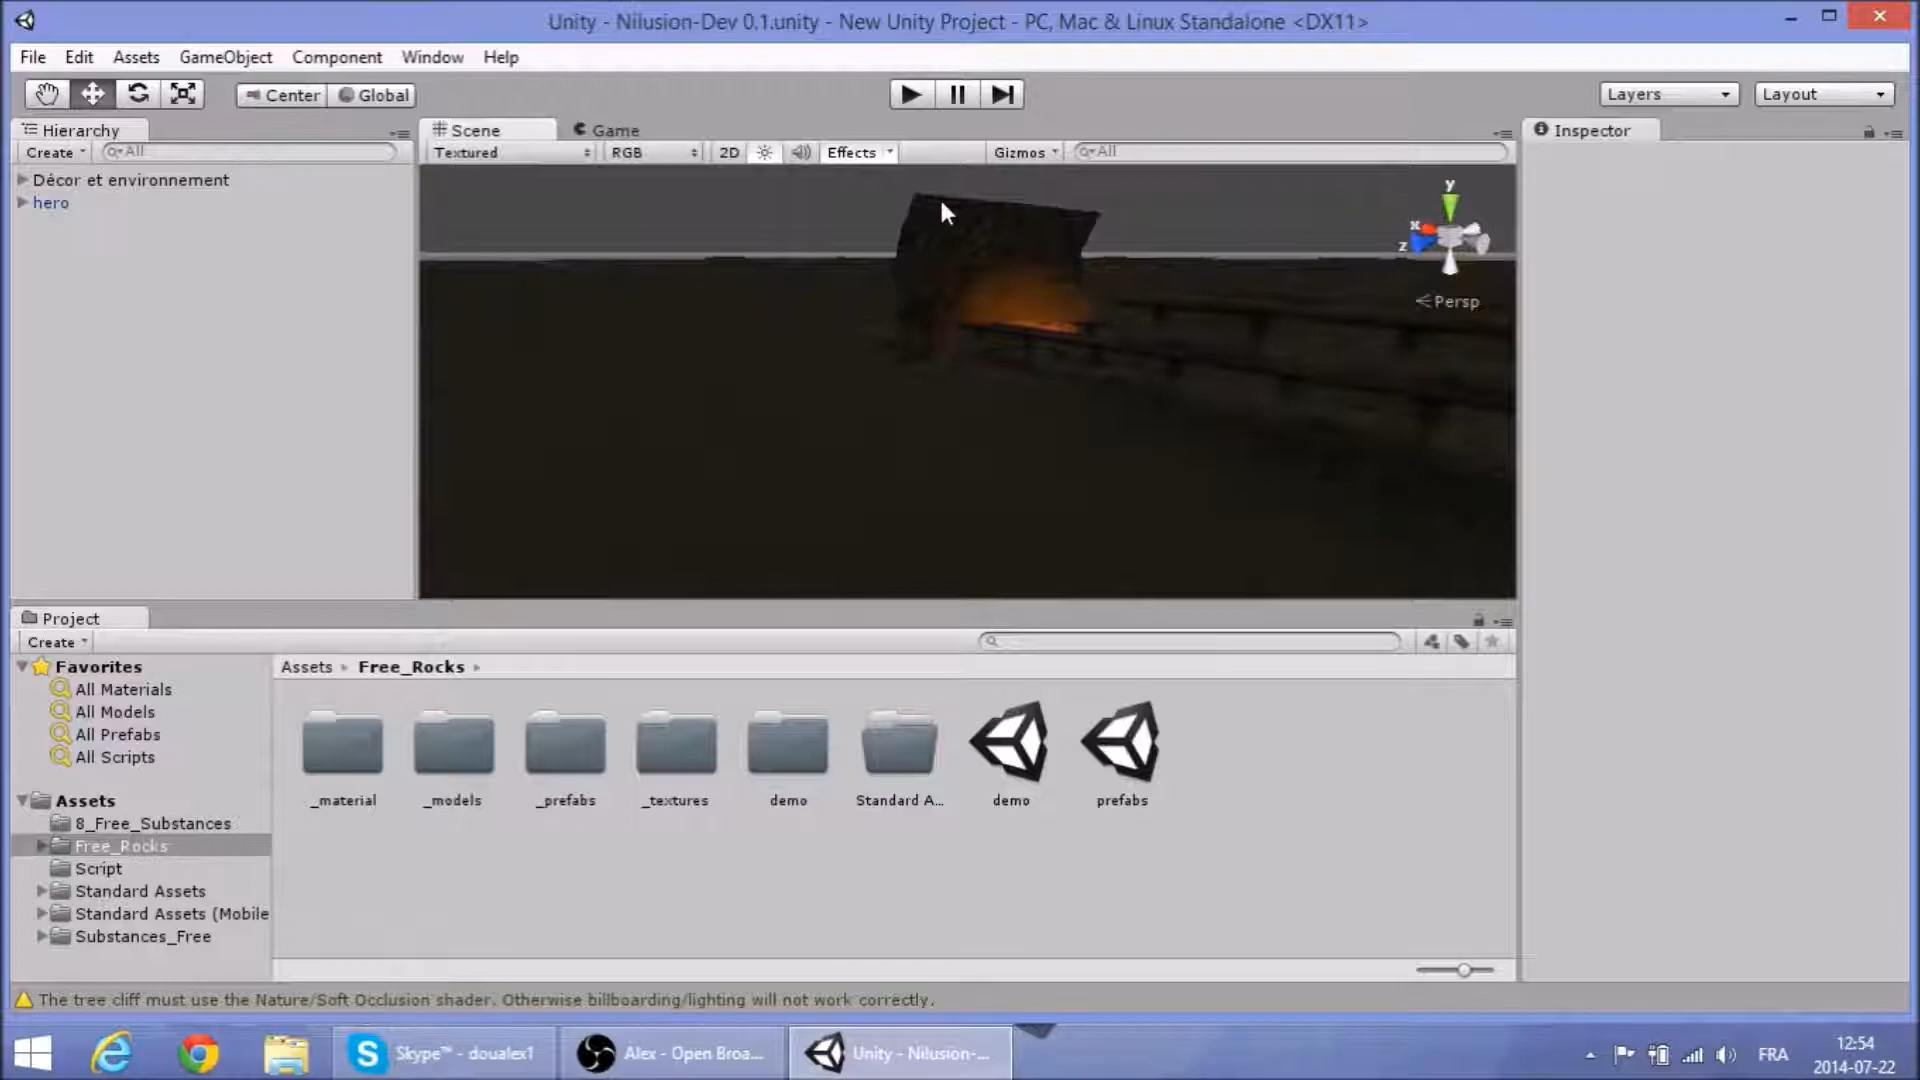 Unity - Nilusion-Dev 0.1.unity - New Unity Project - PC, Mac & Linux Standalone <DX11>
File Edit Assets GameObject Component Window Help
Center Global Layers Layout
Hierarchy Scene Game Inspector
Create All Textured RGB 2D Effects Gizmos All
Décor et environnement
hero
y
x
z
Persp
Project
Create
Favorites
All Materials
All Models
All Prefabs
All Scripts
Assets
8_Free_Substances
Free_Rocks
Script
Standard Assets
Standard Assets (Mobile
Substances_Free
Assets Free_Rocks
_material _models _prefabs _textures demo Standard A... demo prefabs
The tree cliff must use the Nature/Soft Occlusion shader. Otherwise billboarding/lighting will not work correctly.
Skype™ - doualex1 Alex - Open Broa... Unity - Nilusion-... FRA 12:54
2014-07-22